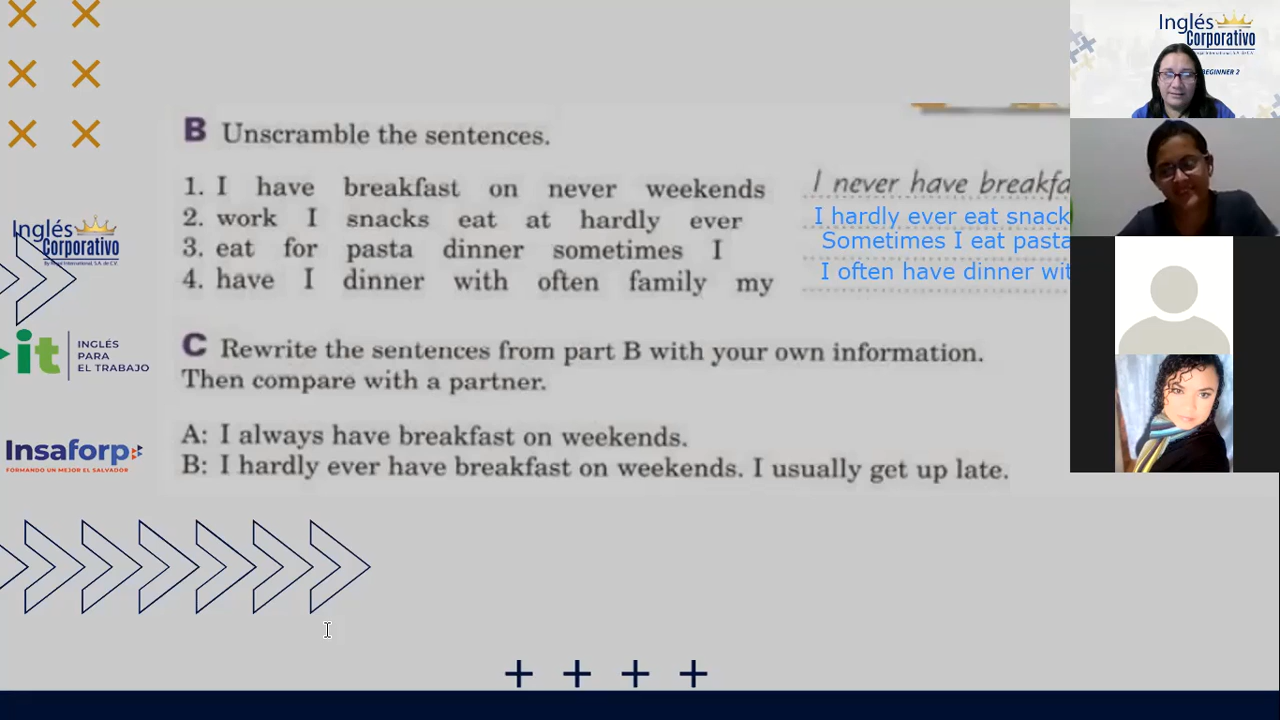 Inglés
Corporativo
BEGINNER 2
B Unscramble the sentences.
1. I have breakfast on never weekends I never have breakfa
2. work I snacks eat at hardly ever I hardly ever eat snack
3. eat for pasta dinner sometimes I Sometimes I eat pasta
4. have I dinner with often family my I often have dinner wit
Inglés
Corporativo
By Royal International, S.A. de C.V.
C Rewrite the sentences from part B with your own information.
Then compare with a partner.
it INGLÉS
PARA
EL TRABAJO
A: I always have breakfast on weekends.
B: I hardly ever have breakfast on weekends. I usually get up late.
Insaforp
FORMANDO UN MEJOR EL SALVADOR